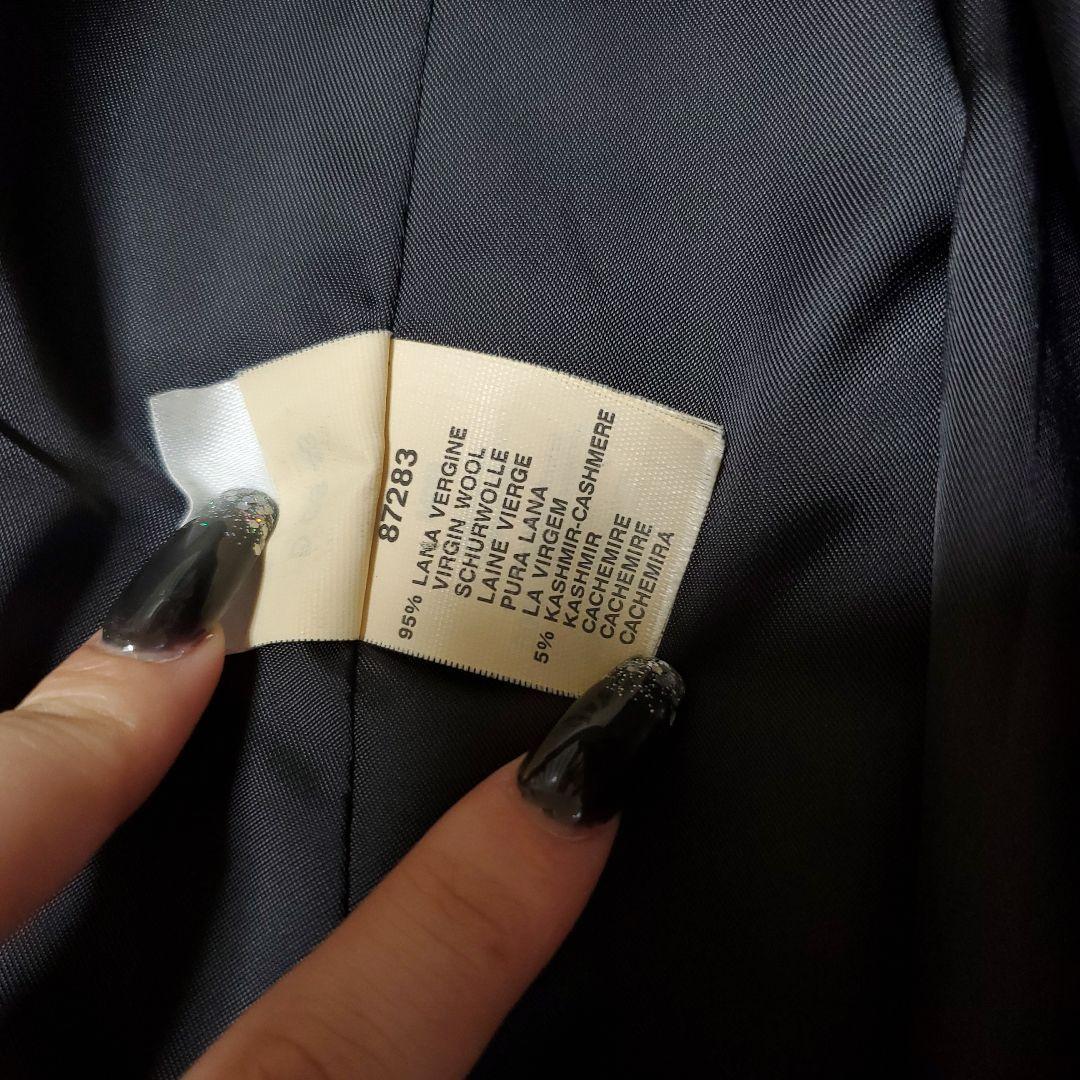 87283
95% LANA VERGINE
VIRGIN WOOL
SCHURWOLLE
LAINE VIERGE
PURA LANA
LA VIRGEM
5% KASHMIR-CASHMERE
KASHMIR
CACHEMIRE
CACHEMIRE
CACHEMIRA